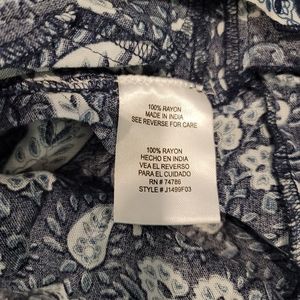 100% RAYON
MADE IN INDIA
SEE REVERSE FOR CARE
100% RAYON
HECHO EN INDIA
VEA EL REVERSO
PARA EL CUIDADO
RN # 74786
STYLE # J1499F03